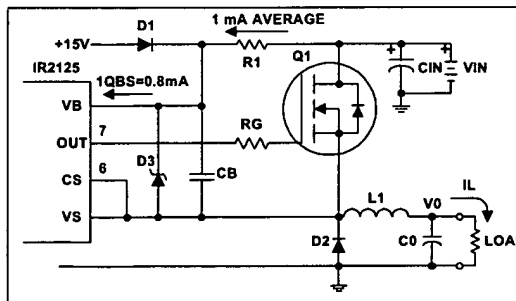 D1
1 mA AVERAGE
+15V
R1
Q1
+
CIN
+
VIN
IR2125
1QBS=0.8mA
VB
7
OUT
RG
6
D3
CS
CB
VS
L1
V0
IL
D2
C0
LOA